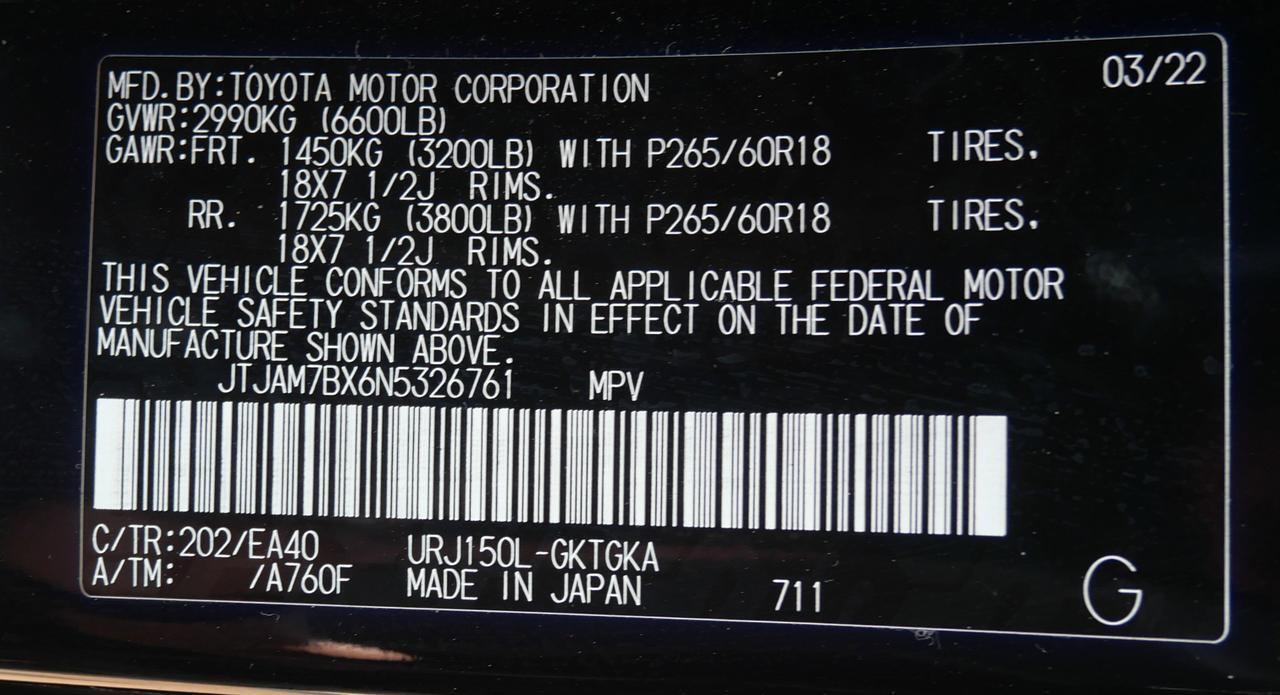 03/22
MFD.BY:TOYOTA MOTOR CORPORATION
GVWR:2990KG (6600LB)
GAWR:FRT. 1450KG (3200LB) WITH P265/60R18 TIRES.
18X7 1/2J RIMS.
RR. 1725KG (3800LB) WITH P265/60R18 TIRES.
18X7 1/2J RIMS.
THIS VEHICLE CONFORMS TO ALL APPLICABLE FEDERAL MOTOR
VEHICLE SAFETY STANDARDS IN EFFECT ON THE DATE OF
MANUFACTURE SHOWN ABOVE.
JTJAM7BX6N5326761 MPV
C/TR:202/EA40 URJ150L-GKTGKA
A/TM: /A760F MADE IN JAPAN 711
G